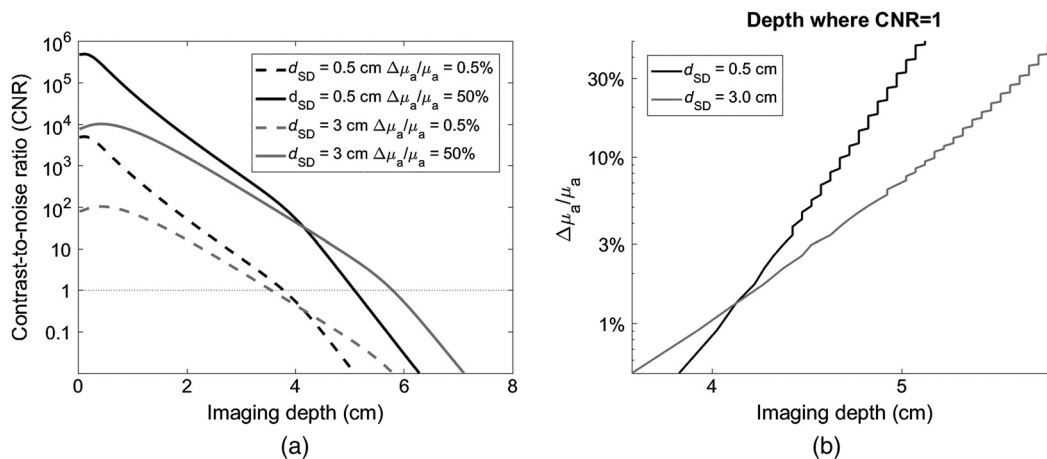 10^6
10^5
10^4
10^3
10^2
10
1
0.1
Contrast-to-noise ratio (CNR)
d_SD = 0.5 cm Δμ_a/μ_a = 0.5%
d_SD = 0.5 cm Δμ_a/μ_a = 50%
d_SD = 3 cm Δμ_a/μ_a = 0.5%
d_SD = 3 cm Δμ_a/μ_a = 50%
0 2 4 6 8
Imaging depth (cm)
(a)
Depth where CNR=1
d_SD = 0.5 cm
d_SD = 3.0 cm
30%
10%
3%
1%
Δμ_a/μ_a
4 5
Imaging depth (cm)
(b)